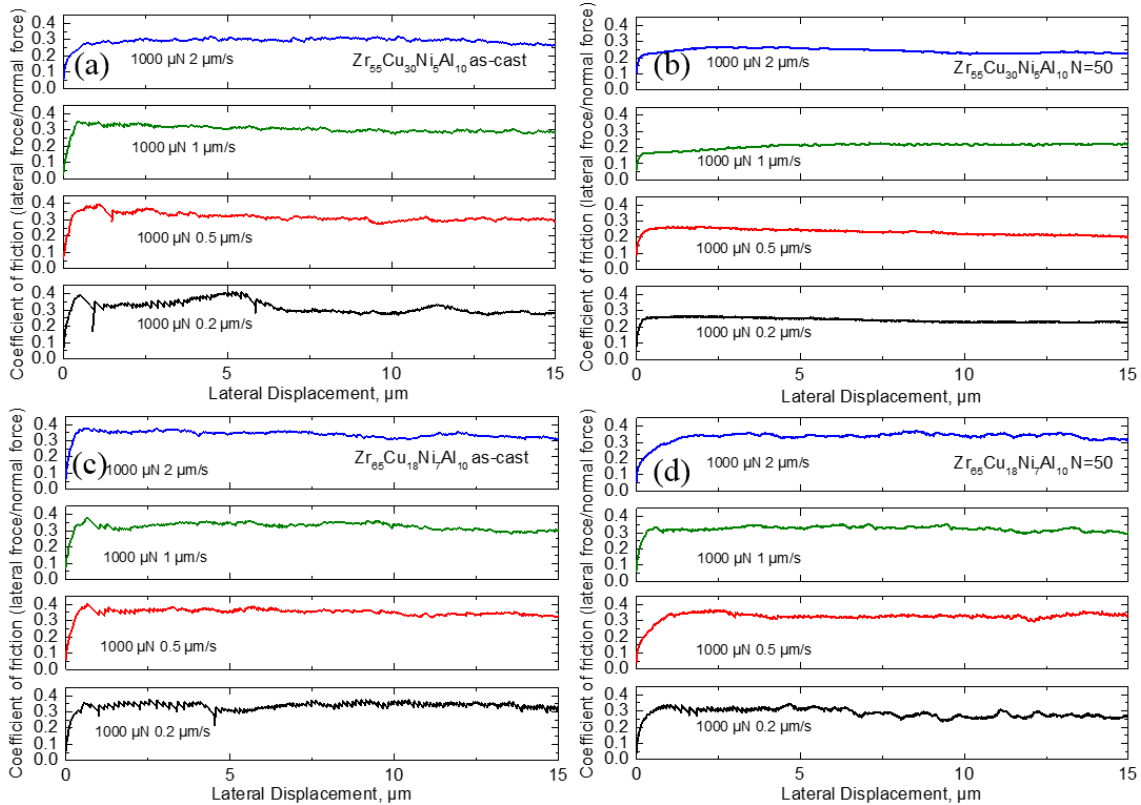 Coefficient of friction (lateral froce/normal force)
0.4
0.3
0.2
0.1
0.0
(a)
1000 µN 2 µm/s
Zr₅₅Cu₃₀Ni₅Al₁₀ as-cast
0.4
0.3
0.2
0.1
0.0
1000 µN 1 µm/s
0.4
0.3
0.2
0.1
0.0
1000 µN 0.5 µm/s
0.4
0.3
0.2
0.1
0.0
1000 µN 0.2 µm/s
0 5 10 15
Lateral Displacement, µm
Coefficient of friction (lateral froce/normal force)
0.4
0.3
0.2
0.1
0.0
(b)
1000 µN 2 µm/s
Zr₅₅Cu₃₀Ni₅Al₁₀ N=50
0.4
0.3
0.2
0.1
0.0
1000 µN 1 µm/s
0.4
0.3
0.2
0.1
0.0
1000 µN 0.5 µm/s
0.4
0.3
0.2
0.1
0.0
1000 µN 0.2 µm/s
0 5 10 15
Lateral Displacement, µm
Coefficient of friction (lateral froce/normal force)
0.4
0.3
0.2
0.1
0.0
(c)
1000 µN 2 µm/s
Zr₆₅Cu₁₈Ni₇Al₁₀ as-cast
0.4
0.3
0.2
0.1
0.0
1000 µN 1 µm/s
0.4
0.3
0.2
0.1
0.0
1000 µN 0.5 µm/s
0.4
0.3
0.2
0.1
0.0
1000 µN 0.2 µm/s
0 5 10 15
Lateral Displacement, µm
Coefficient of friction (lateral froce/normal force)
0.4
0.3
0.2
0.1
0.0
(d)
1000 µN 2 µm/s
Zr₆₅Cu₁₈Ni₇Al₁₀ N=50
0.4
0.3
0.2
0.1
0.0
1000 µN 1 µm/s
0.4
0.3
0.2
0.1
0.0
1000 µN 0.5 µm/s
0.4
0.3
0.2
0.1
0.0
1000 µN 0.2 µm/s
0 5 10 15
Lateral Displacement, µm